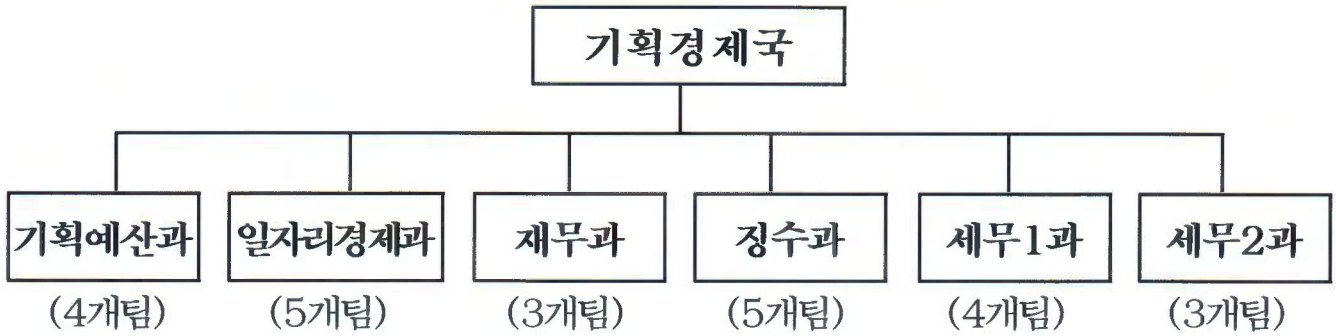 기획경제국
기획예산과 일자리경제과 재무과 징수과 세무1과 세무2과
(4개팀) (5개팀) (3개팀) (5개팀) (4개팀) (3개팀)